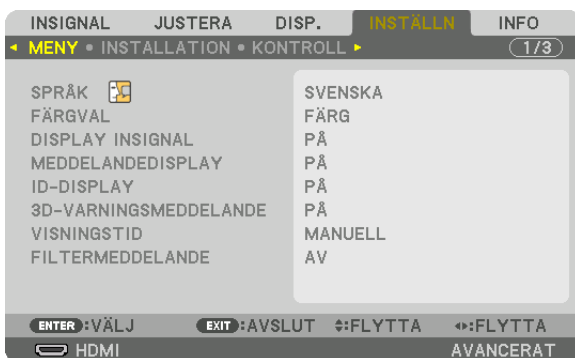 INSIGNAL JUSTERA DISP. INSTÄLLN INFO
MENY • INSTALLATION • KONTROLL 1/3
SPRÅK SVENSKA
FÄRGVAL FÄRG
DISPLAY INSIGNAL PÅ
MEDDELANDEDISPLAY PÅ
ID-DISPLAY PÅ
3D-VARNINGSMEDDELANDE PÅ
VISNINGSTID MANUELL
FILTERMEDDELANDE AV
ENTER:VÄLJ EXIT:AVSLUT :FLYTTA :FLYTTA
HDMI AVANCERAT